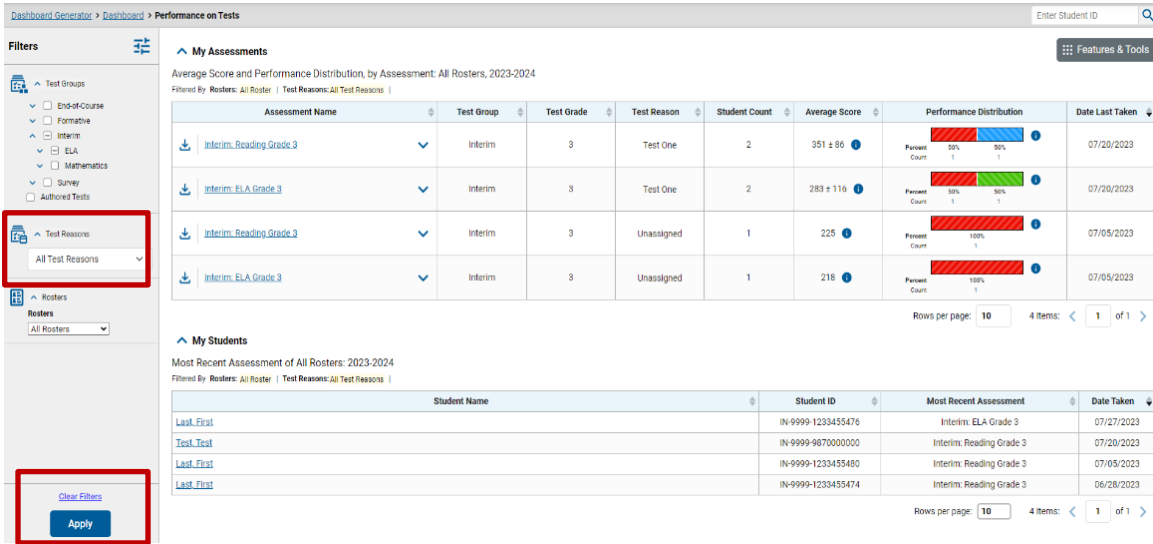 Dashboard Generator > Dashboard > Performance on Tests
Enter Student ID
Filters
Test Groups
End-of-Course
Formative
Interim
ELA
Mathematics
Survey
Authored Tests
Test Reasons
All Test Reasons
Rosters
Rosters
All Rosters
Clear Filters
Apply
My Assessments
Features & Tools
Average Score and Performance Distribution, by Assessment: All Rosters, 2023-2024
Filtered By Rosters: All Roster | Test Reasons: All Test Reasons |
Assessment Name Test Group Test Grade Test Reason Student Count Average Score Performance Distribution Date Last Taken
Interim: Reading Grade 3 Interim 3 Test One 2 351 ± 86 07/20/2023
Percent 50% 50%
Count 1 1
Interim: ELA Grade 3 Interim 3 Test One 2 283 ± 116 07/20/2023
Percent 50% 50%
Count 1 1
Interim: Reading Grade 3 Interim 3 Unassigned 1 225 07/05/2023
Percent 100%
Count 1
Interim: ELA Grade 3 Interim 3 Unassigned 1 218 07/05/2023
Percent 100%
Count 1
Rows per page: 10 4 Items: 1 of 1
My Students
Most Recent Assessment of All Rosters: 2023-2024
Filtered By Rosters: All Roster | Test Reasons: All Test Reasons |
Student Name Student ID Most Recent Assessment Date Taken
Last, First IN-9999-1233455476 Interim: ELA Grade 3 07/27/2023
Test, Test IN-9999-9870000000 Interim: Reading Grade 3 07/20/2023
Last, First IN-9999-1233455480 Interim: Reading Grade 3 07/05/2023
Last, First IN-9999-1233455474 Interim: Reading Grade 3 06/28/2023
Rows per page: 10 4 Items: 1 of 1